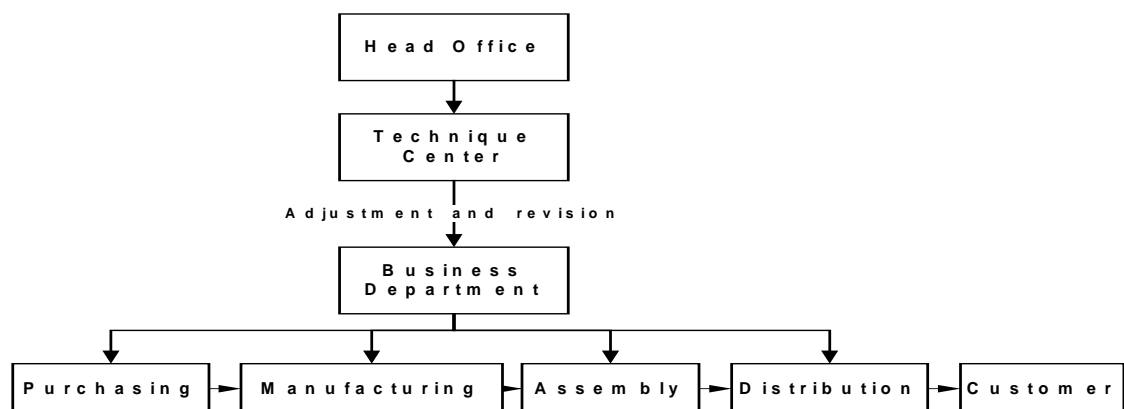 Head Office
Technique
Center
Adjustment and revision
Business
Department
Purchasing
Manufacturing
Assembly
Distribution
Customer